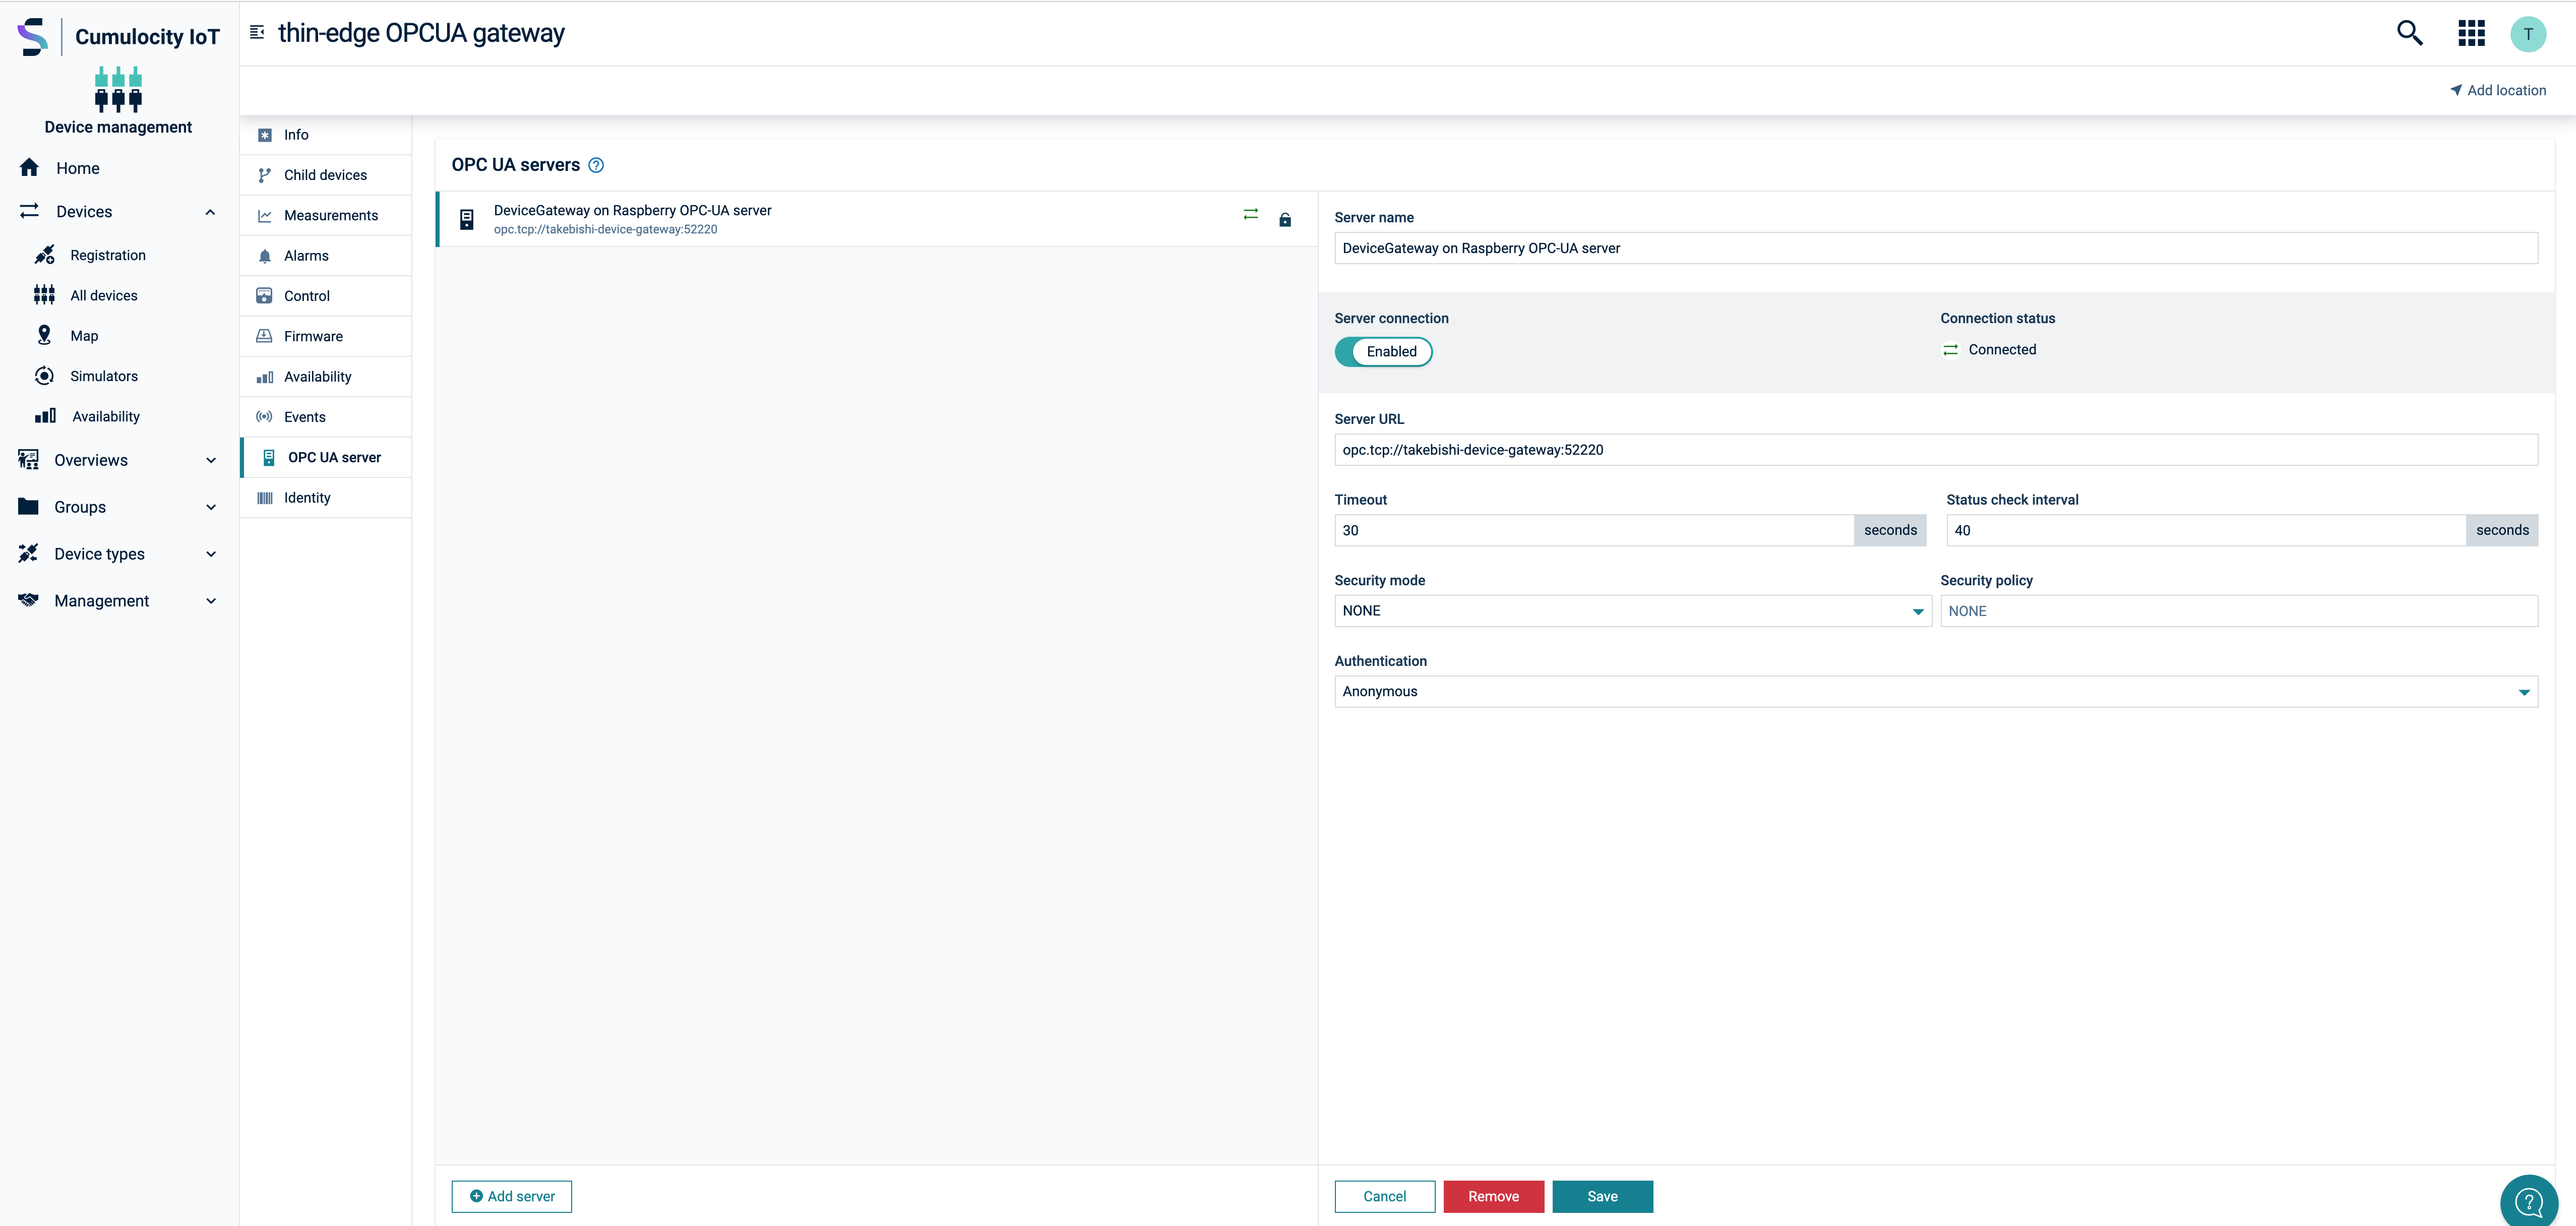 Cumulocity IoT
Device management
Home
Devices
Registration
All devices
Map
Simulators
Availability
Overviews
Groups
Device types
Management
thin-edge OPCUA gateway
T
Add location
Info
Child devices
Measurements
Alarms
Control
Firmware
Availability
Events
OPC UA server
Identity
OPC UA servers
DeviceGateway on Raspberry OPC-UA server
opc.tcp://takebishi-device-gateway:52220
Add server
Server name
DeviceGateway on Raspberry OPC-UA server
Server connection
Connection status
Enabled
Connected
Server URL
opc.tcp://takebishi-device-gateway:52220
Timeout
Status check interval
30 seconds
40 seconds
Security mode
Security policy
NONE
NONE
Authentication
Anonymous
Cancel
Remove
Save